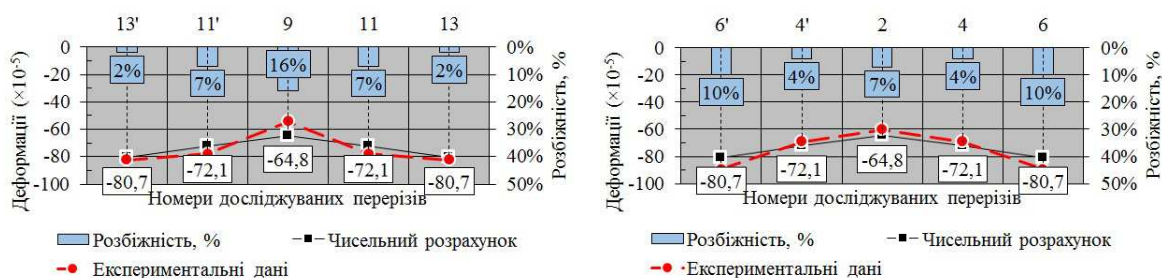 13' 11' 9 11 13
0 0%
2% 7% 16% 7% 2%
-20 10%
-40 20%
-60 30%
-80 40%
-100 50%
-80,7 -72,1 -64,8 -72,1 -80,7
Деформації (×10⁻⁵)
Розбіжність, %
Номери досліджуваних перерізів
Розбіжність, % Чисельний розрахунок
Експериментальні дані
6' 4' 2 4 6
0 0%
10% 4% 7% 4% 10%
-20 10%
-40 20%
-60 30%
-80 40%
-100 50%
-80,7 -72,1 -64,8 -72,1 -80,7
Деформації (×10⁻⁵)
Розбіжність, %
Номери досліджуваних перерізів
Розбіжність, % Чисельний розрахунок
Експериментальні дані